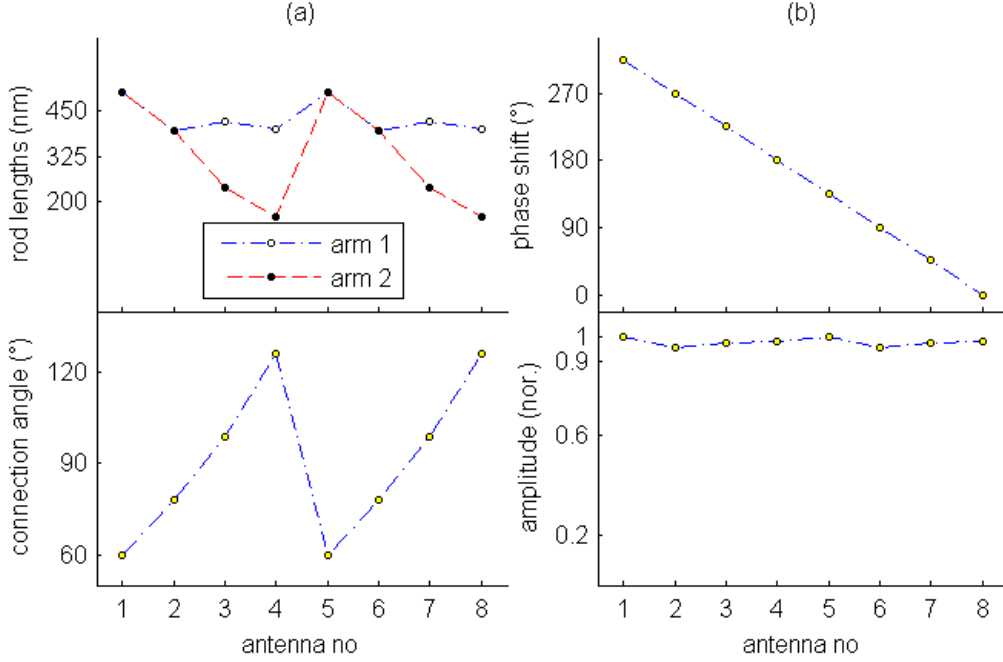 (a)
rod lengths (nm)
450
325
200
arm 1
arm 2
connection angle (°)
120
90
60
1 2 3 4 5 6 7 8
antenna no
(b)
phase shift (°)
270
180
90
0
amplitude (nor.)
1
0.9
0.6
0.2
1 2 3 4 5 6 7 8
antenna no